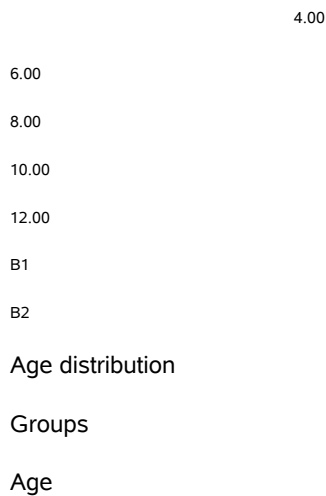 4.00
6.00
8.00
10.00
12.00
B1
B2
Age distribution
Groups
Age